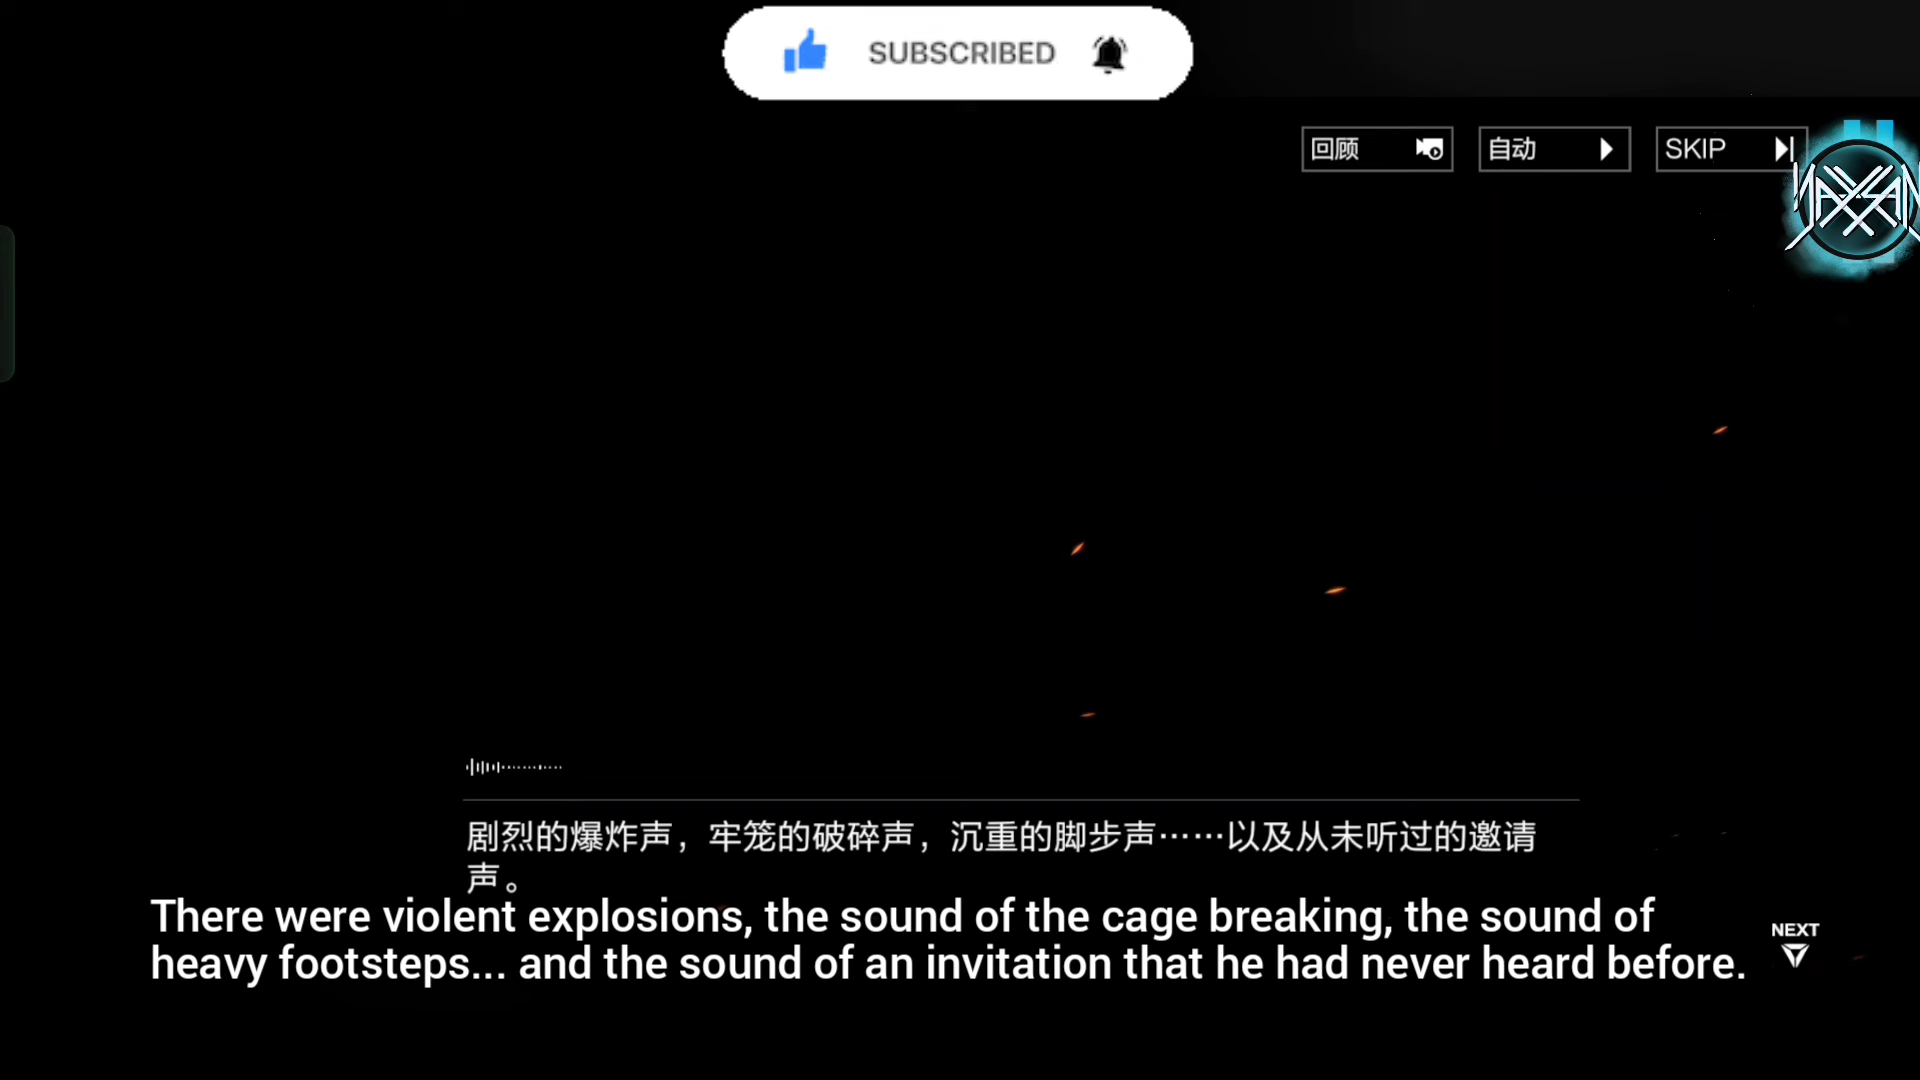 SUBSCRIBED
回顾
自动
SKIP
NAYXAN
剧烈的爆炸声，牢笼的破碎声，沉重的脚步声……以及从未听过的邀请
声。
There were violent explosions, the sound of the cage breaking, the sound of
heavy footsteps... and the sound of an invitation that he had never heard before.
NEXT